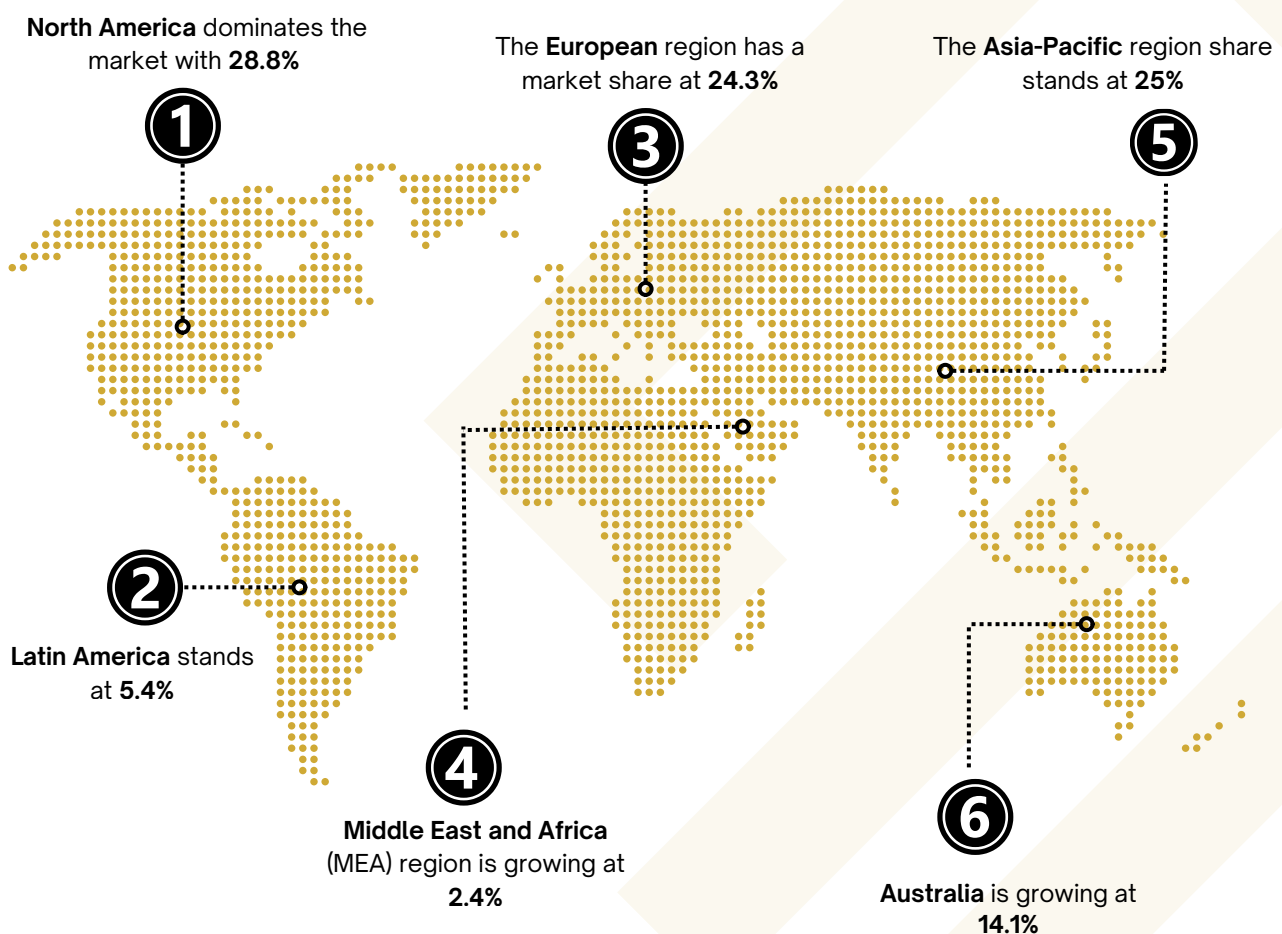 North America dominates the
market with 28.8%
1
The European region has a
market share at 24.3%
3
The Asia-Pacific region share
stands at 25%
5
2
Latin America stands
at 5.4%
4
Middle East and Africa
(MEA) region is growing at
2.4%
6
Australia is growing at
14.1%